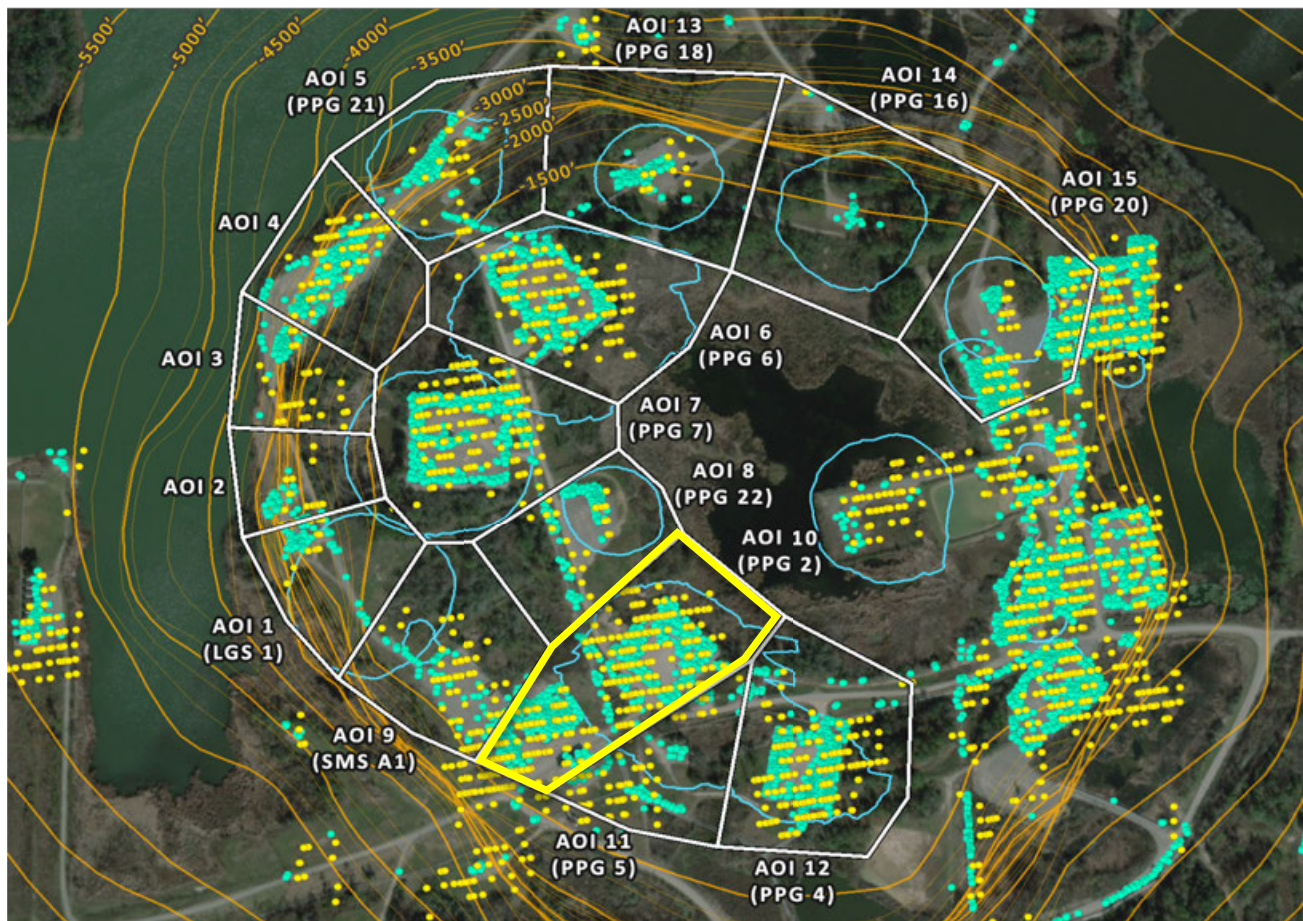 -5500'
-5000'
-4500'
-4000'
-3500'
-3000'
-2500'
-2000'
-1500'
AOI 13
(PPG 18)
AOI 14
(PPG 16)
AOI 5
(PPG 21)
AOI 15
(PPG 20)
AOI 4
AOI 3
AOI 6
(PPG 6)
AOI 7
(PPG 7)
AOI 2
AOI 8
(PPG 22)
AOI 10
(PPG 2)
AOI 1
(LGS 1)
AOI 9
(SMS A1)
AOI 11
(PPG 5)
AOI 12
(PPG 4)